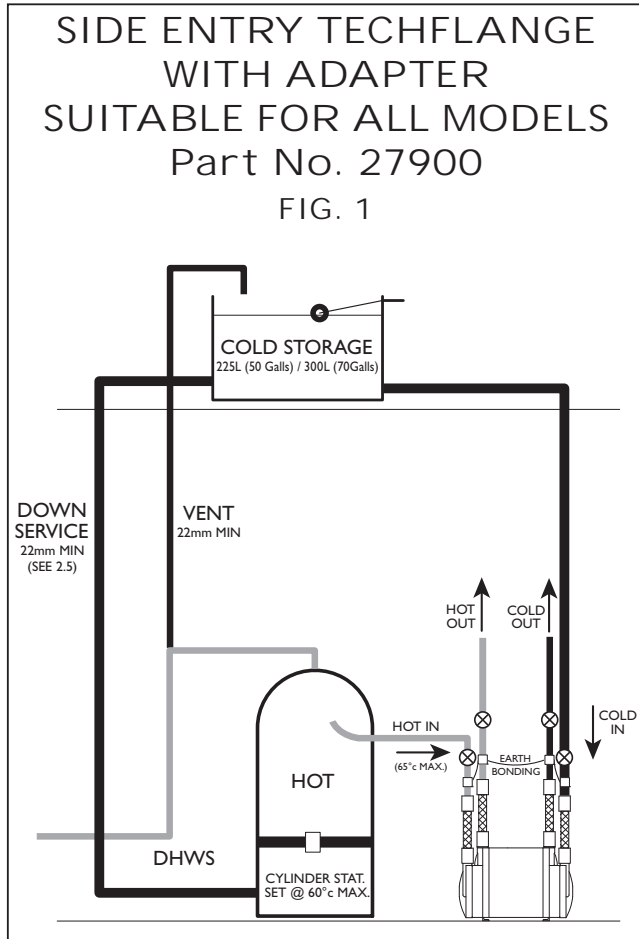 SIDE ENTRY TECHFLANGE
WITH ADAPTER
SUITABLE FOR ALL MODELS
Part No. 27900
FIG. 1
COLD STORAGE
225L (50 Galls) / 300L (70Galls)
DOWN
SERVICE
22mm MIN
(SEE 2.5)
VENT
22mm MIN
HOT
OUT
COLD
OUT
COLD
IN
HOT IN
(65°c MAX.)
EARTH
BONDING
HOT
DHWS
CYLINDER STAT.
SET @ 60°c MAX.